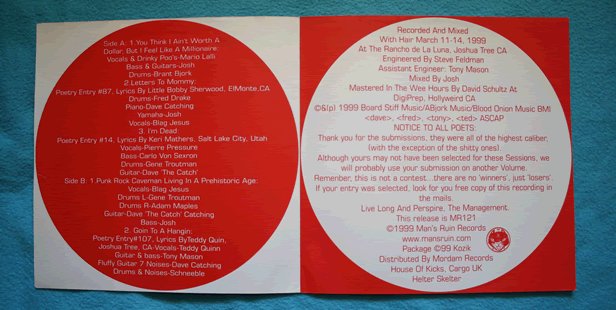 Side A: 1.You Think I Ain't Worth A
Dollar, But I Feel Like A Millionaire:
Vocals & Drinky Poo's-Mario Lalli
Bass & Guitars-Josh
Drums-Brant Bjork
2.Letters To Mommy:
Poetry Entry #87, Lyrics By Little Bobby Sherwood, ElMonte,CA
Drums-Fred Drake
Piano-Dave Catching
Yamaha-Josh
Vocals-Blag Jesus
3. I'm Dead:
Poetry Entry #14, Lyrics By Keri Mathers, Salt Lake City, Utah
Vocals-Pierre Pressure
Bass-Carlo Von Sexron
Drums-Gene Troutman
Guitar-Dave 'The Catch'
Side B. 1.Punk Rock Caveman Living In A Prehistoric Age:
Vocals-Blag Jesus
Drums L-Gene Troutman
Drums R-Adam Maples
Guitar-Dave 'The Catch' Catching
Bass-Josh
2. Goin To A Hangin:
Poetry Entry#107, Lyrics ByTeddy Quin,
Joshua Tree, CA-Vocals-Teddy Quinn
Guitar & bass-Tony Mason
Fluffy Guitar 7 Noises-Dave Catching
Drums & Noises-Schneeble
Recorded And Mixed
With Hair March 11-14, 1999
At The Rancho de La Luna, Joshua Tree CA
Engineered By Steve Feldman
Assistant Engineer: Tony Mason
Mixed By Josh
Mastered In The Wee Hours By David Schultz At
DigiPrep, Hollyweird CA
©&(p) 1999 Board Stiff Music/ABjork Music/Blood Onion Music BMI
<dave>, <fred>, <tony>, <ted> ASCAP
NOTICE TO ALL POETS:
Thank you for the submissions, they were all of the highest caliber,
(with the exception of the shitty ones).
Although yours may not have been selected for these Sessions, we
will probably use your submission on another Volume.
Remember, this is not a contest...there are no 'winners', just 'losers'.
If your entry was selected, look for you free copy of this recording in
the mails.
Live Long And Perspire, The Management.
This release is MR121
©1999 Man's Ruin Records
www.mansruin.com
Package ©99 Kozik
Distributed By Mordam Records
House Of Kicks, Cargo UK
Helter Skelter